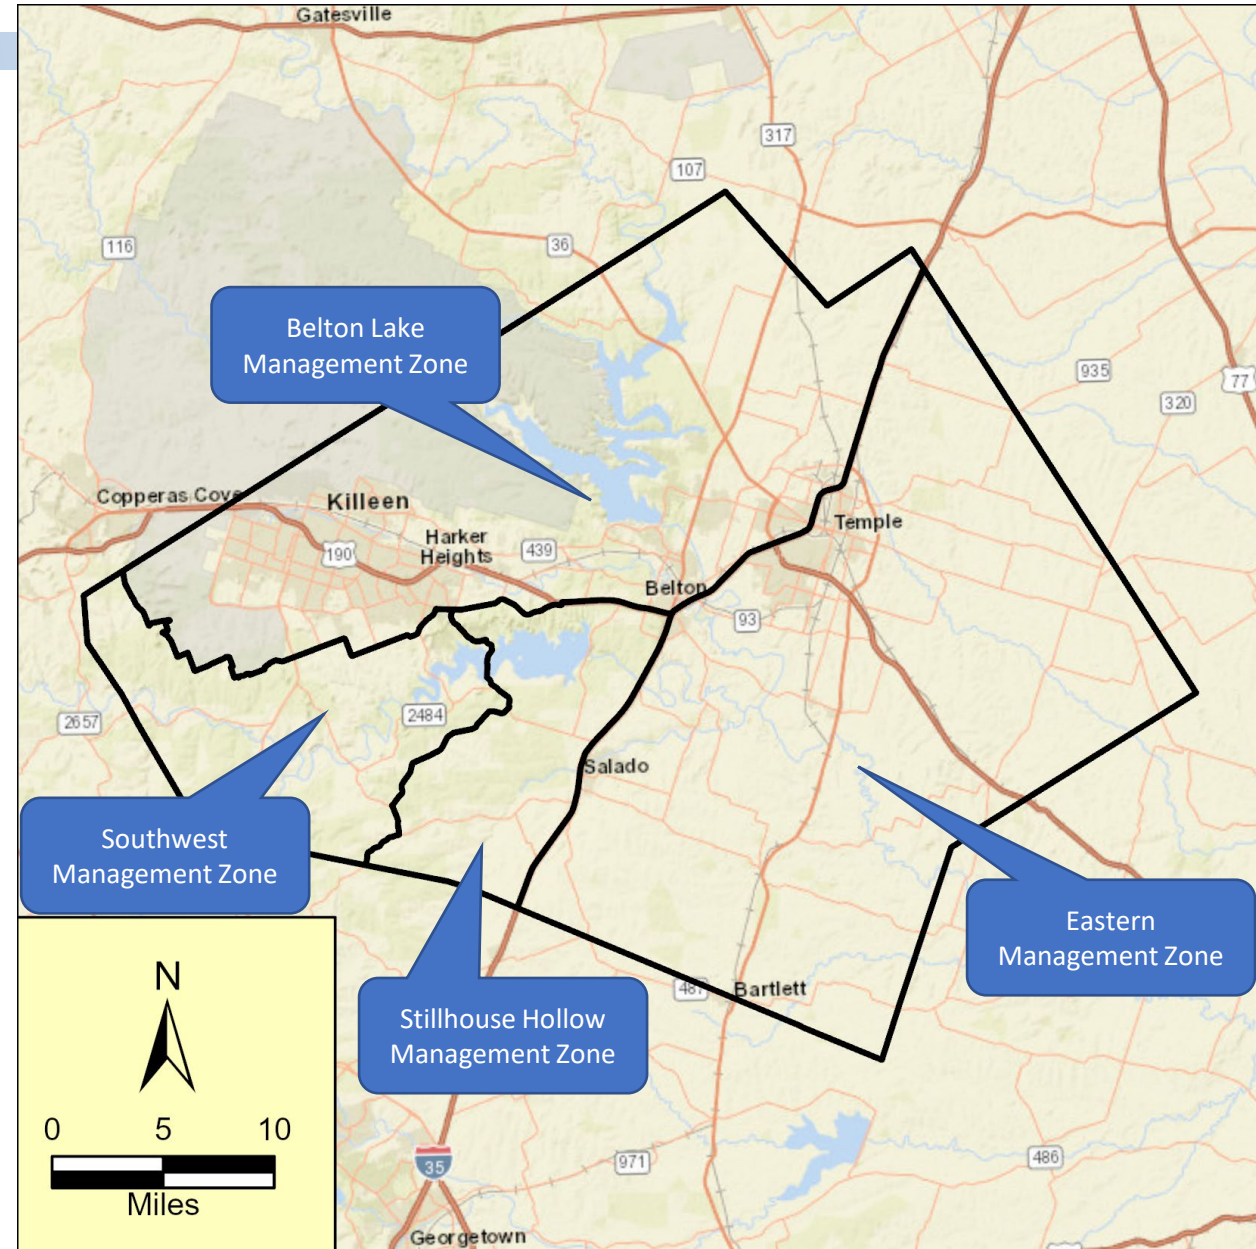 Gatesville
317
107
116
36
Belton Lake
Management Zone
935
77
320
Copperas Cove
Killeen
Harker
Heights
439
190
Temple
Belton
93
2657
2484
Salado
Southwest
Management Zone
Eastern
Management Zone
Stillhouse Hollow
Management Zone
487
Bartlett
N
0 5 10
Miles
35
971
486
Georgetown